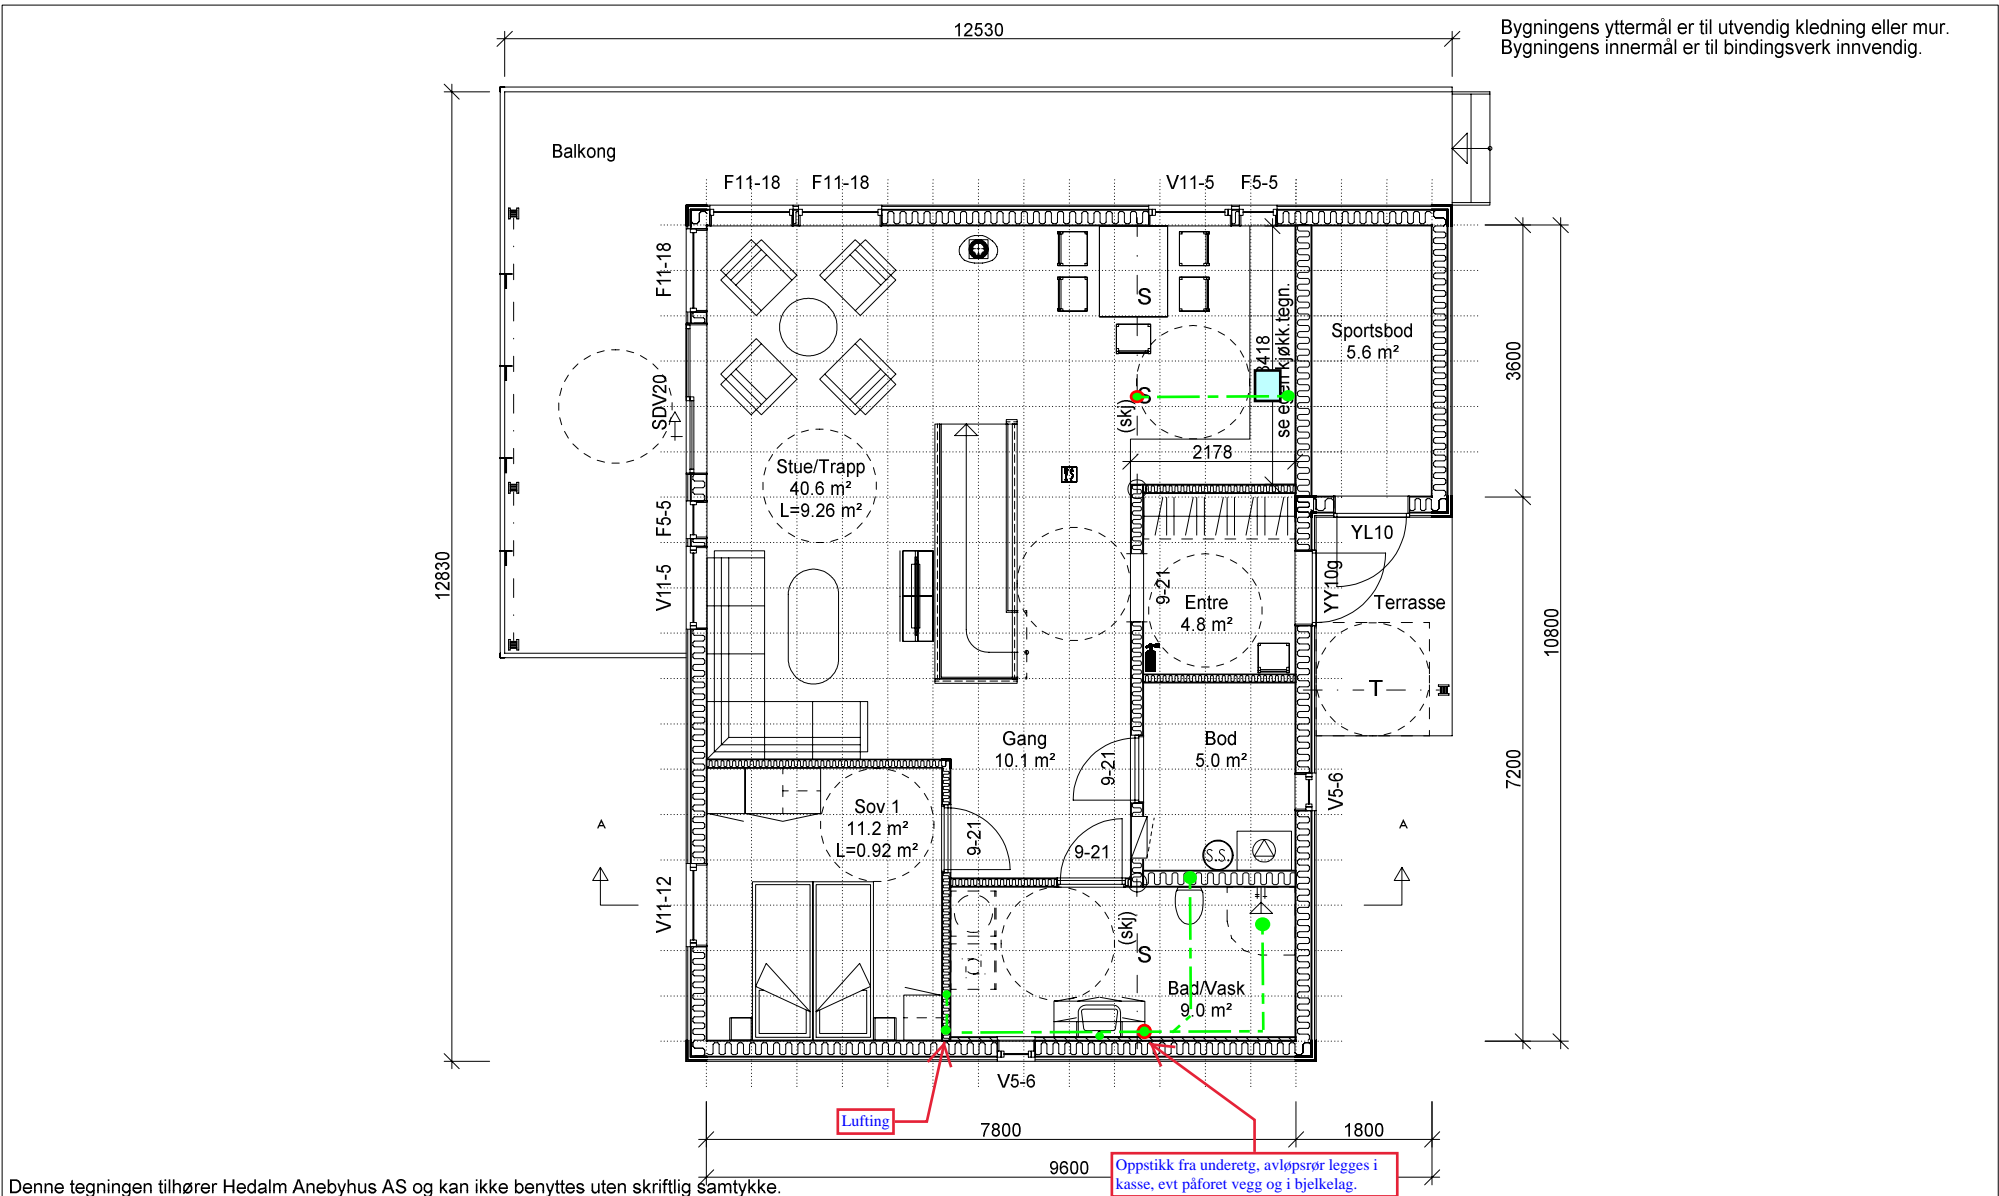 12530
Bygningens yttermål er til utvendig kledning eller mur.
Bygningens innermål er til bindingsverk innvendig.
Balkong
F11-18
F11-18
V11-5
F5-5
F11-18
SDV20
F5-5
V11-5
V11-12
12830
S
S
(skj)
3418
se egen kjøkk.tegn.
2178
Sportsbod
5.6 m²
3600
Stue/Trapp
40.6 m²
L=9.26 m²
YL10
YY10g
Terrasse
9-21
Entre
4.8 m²
10800
T
Gang
10.1 m²
9-21
Bod
5.0 m²
7200
V5-6
Sov 1
11.2 m²
L=0.92 m²
9-21
9-21
S.S.
A
A
(skj)
S
Bad/Vask
9.0 m²
V5-6
Lufting
7800
1800
9600
Oppstikk fra underetg, avløpsrør legges i
kasse, evt påforet vegg og i bjelkelag.
Denne tegningen tilhører Hedalm Anebyhus AS og kan ikke benyttes uten skriftlig samtykke.